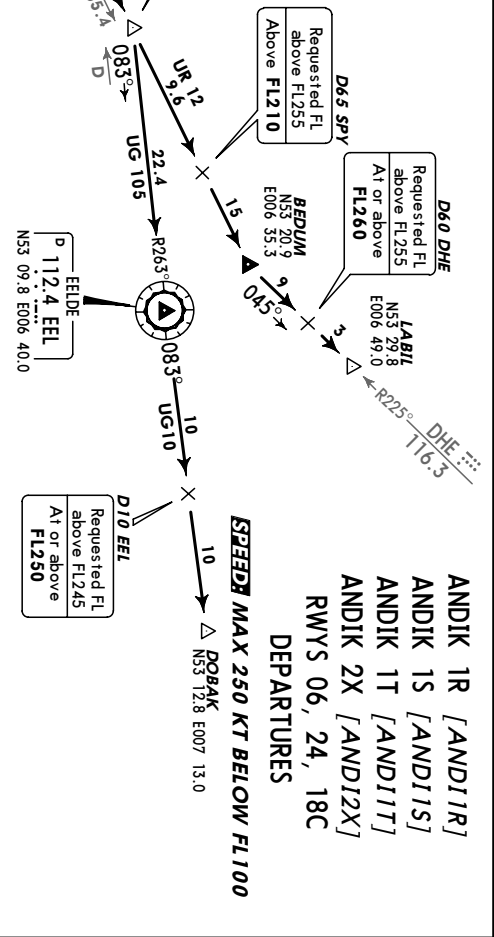 ANDIK 1R [ANDI1R]
ANDIK 1S [ANDI1S]
ANDIK 1T [ANDI1T]
ANDIK 2X [ANDI2X]
RWYS 06, 24, 18C
DEPARTURES
SPEED: MAX 250 KT BELOW FL100
DHE
116.3
R225°
LABIL
N53 29.8
E006 49.0
3
D60 DHE
Requested FL
above FL255
At or above
FL260
9
045°
BEDUM
N53 20.9
E006 35.3
15
D65 SPY
Requested FL
above FL255
Above FL210
UR 12
9.6
083°
D
22.4
UG 105
R263°
083°
EELDE
D 112.4 EEL
N53 09.8 E006 40.0
10
UG10
D10 EEL
Requested FL
above FL245
At or above
FL250
10
DOBAK
N53 12.8 E007 13.0